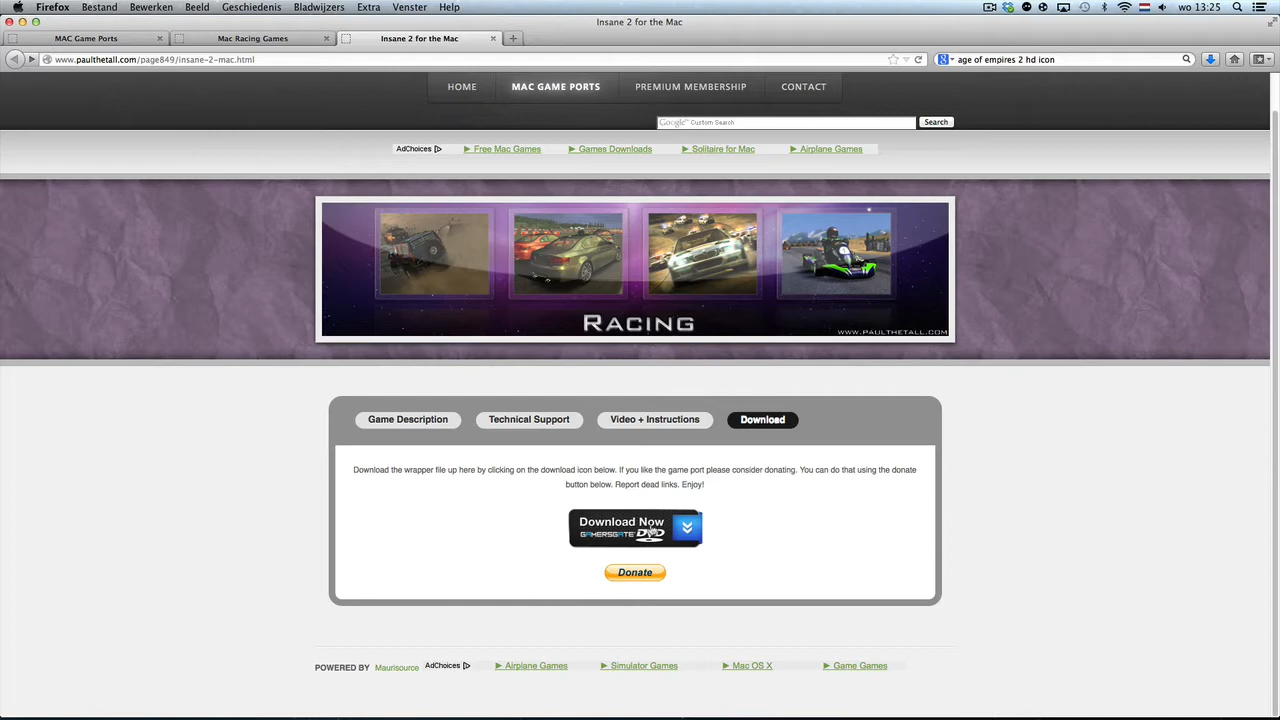 Firefox Bestand Bewerken Beeld Geschiedenis Bladwijzers Extra Venster Help wo 13:25
Insane 2 for the Mac
MAC Game Ports Mac Racing Games Insane 2 for the Mac
www.paulthetall.com/page849/insane-2-mac.html age of empires 2 hd icon
HOME MAC GAME PORTS PREMIUM MEMBERSHIP CONTACT
Google™ Custom Search Search
AdChoices Free Mac Games Games Downloads Solitaire for Mac Airplane Games
RACING
WWW.PAULTHETALL.COM
Game Description Technical Support Video + Instructions Download
Download the wrapper file up here by clicking on the download icon below. If you like the game port please consider donating. You can do that using the donate
button below. Report dead links. Enjoy!
Download Now
GAMERSGATE DVD
Donate
POWERED BY Maurisource AdChoices Airplane Games Simulator Games Mac OS X Game Games